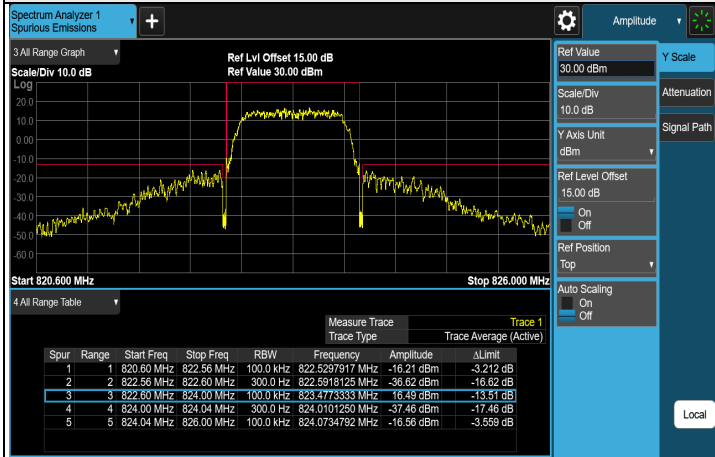 Spectrum Analyzer 1
Spurious Emissions
+
Amplitude
3 All Range Graph
Ref Lvl Offset 15.00 dB
Scale/Div 10.0 dB
Ref Value 30.00 dBm
Log
20.0
10.0
0.00
-10.0
-20.0
-30.0
-40.0
-50.0
-60.0
Start 820.600 MHz
Stop 826.000 MHz
4 All Range Table
Measure Trace Trace 1
Trace Type Trace Average (Active)
Spur Range Start Freq Stop Freq RBW Frequency Amplitude ΔLimit
1 1 820.60 MHz 822.56 MHz 100.0 kHz 822.5297917 MHz -16.21 dBm -3.212 dB
2 2 822.56 MHz 822.60 MHz 300.0 Hz 822.5918125 MHz -36.62 dBm -16.62 dB
3 3 822.60 MHz 824.00 MHz 100.0 kHz 823.4773333 MHz 16.49 dBm -13.51 dB
4 4 824.00 MHz 824.04 MHz 300.0 Hz 824.0101250 MHz -37.46 dBm -17.46 dB
5 5 824.04 MHz 826.00 MHz 100.0 kHz 824.0734792 MHz -16.56 dBm -3.559 dB
Ref Value
30.00 dBm
Scale/Div
10.0 dB
Y Axis Unit
dBm
Ref Level Offset
15.00 dB
On
Off
Ref Position
Top
Auto Scaling
On
Off
Y Scale
Attenuation
Signal Path
Local